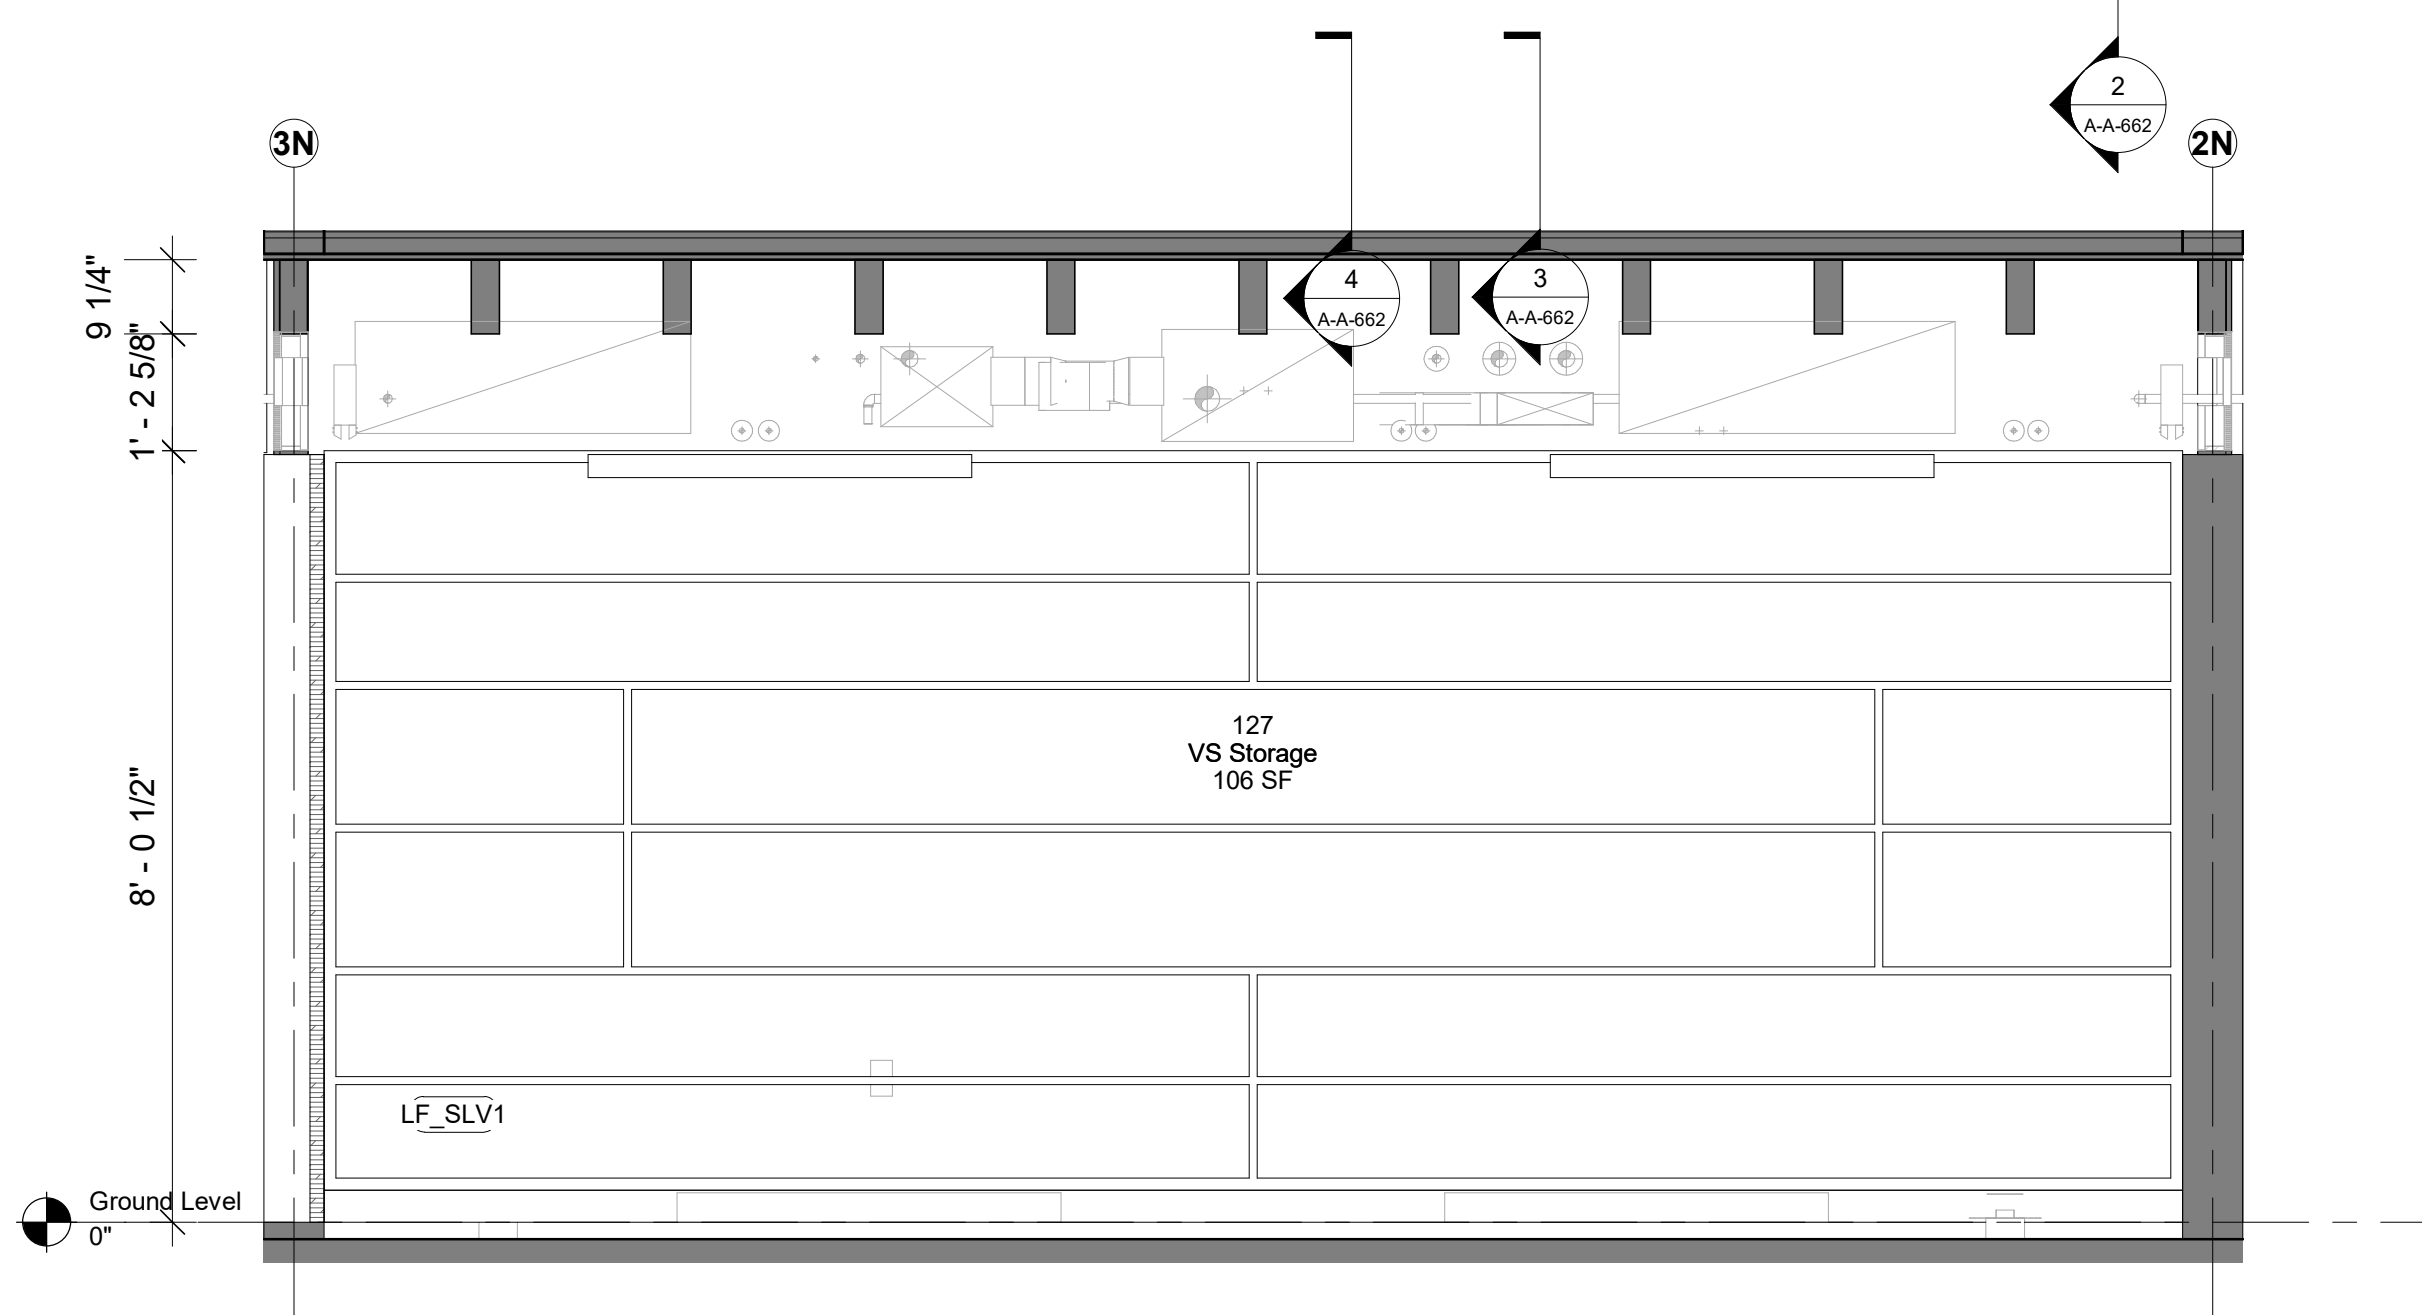 2
A-A-662
3N
2N
9 1/4"
4
A-A-662
3
A-A-662
1' - 2 5/8"
127
VS Storage
106 SF
8' - 0 1/2"
LF_SLV1
Ground Level
0"